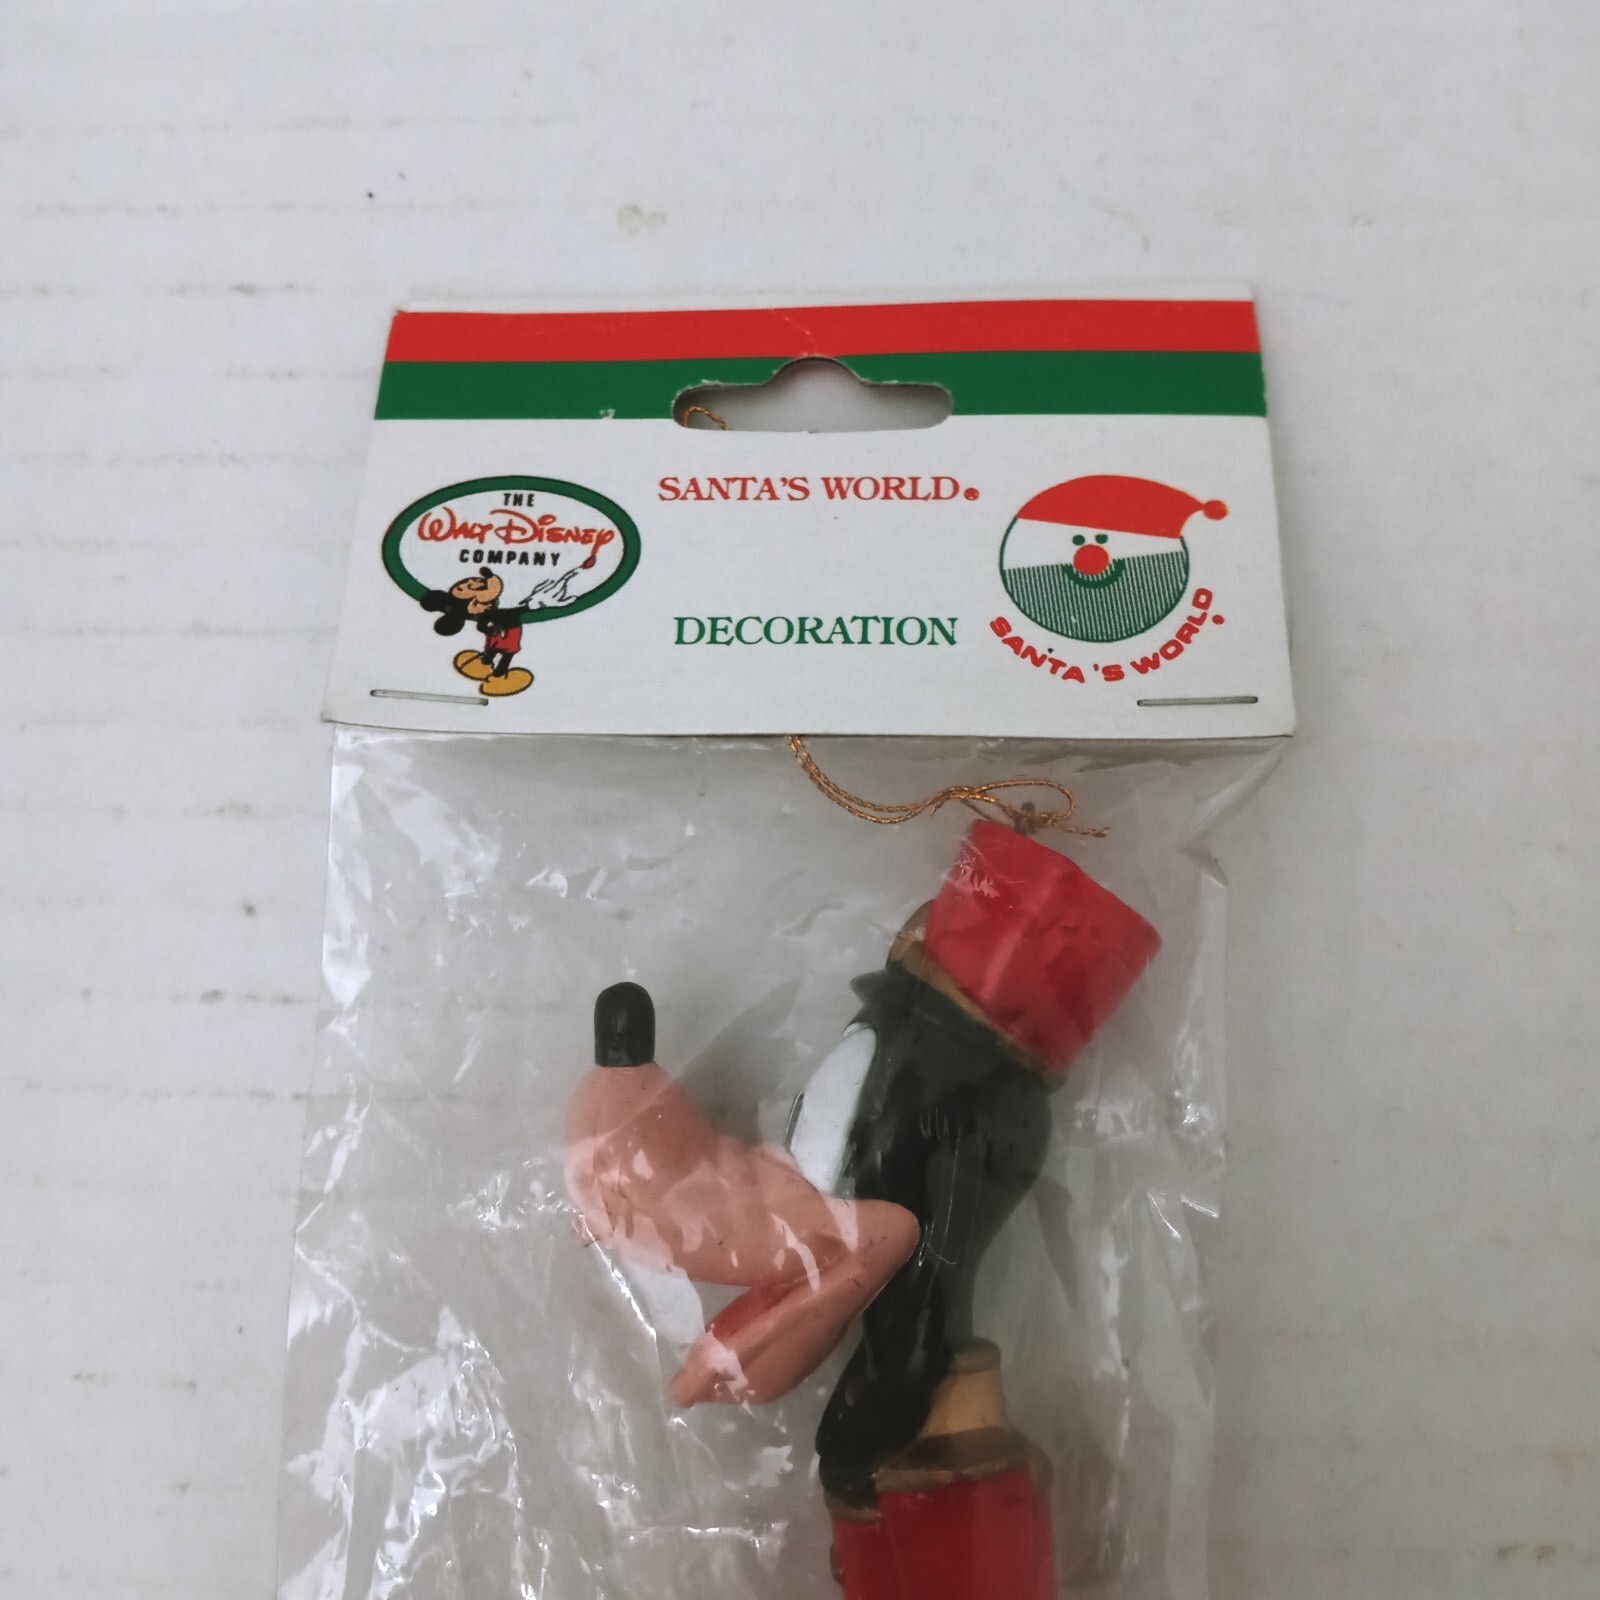 THE
Walt Disney
COMPANY
SANTA'S WORLD®
DECORATION
SANTA'S WORLD®